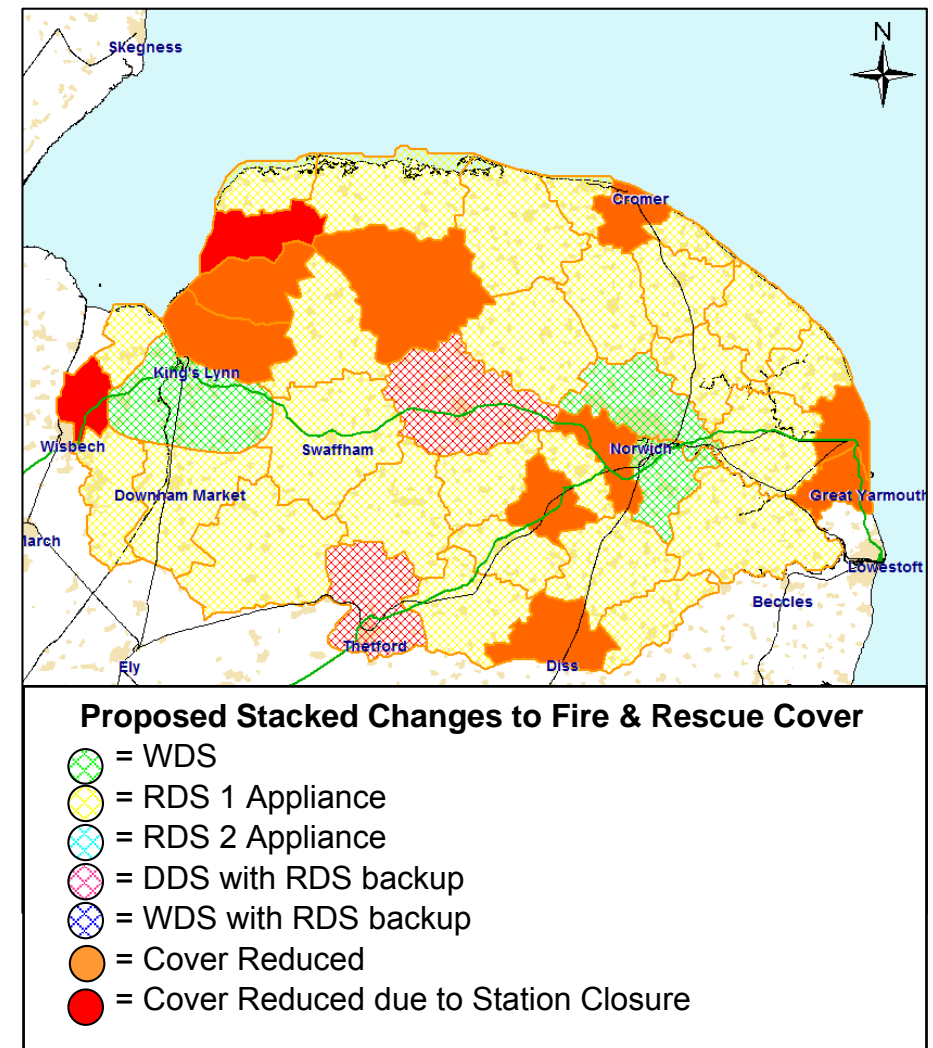 Skegness
N
Cromer
King's Lynn
Wisbech
Swaffham
Norwich
Downham Market
Great Yarmouth
March
Lowestoft
Beccles
Thetford
Ely
Diss
Proposed Stacked Changes to Fire & Rescue Cover
= WDS
= RDS 1 Appliance
= RDS 2 Appliance
= DDS with RDS backup
= WDS with RDS backup
= Cover Reduced
= Cover Reduced due to Station Closure